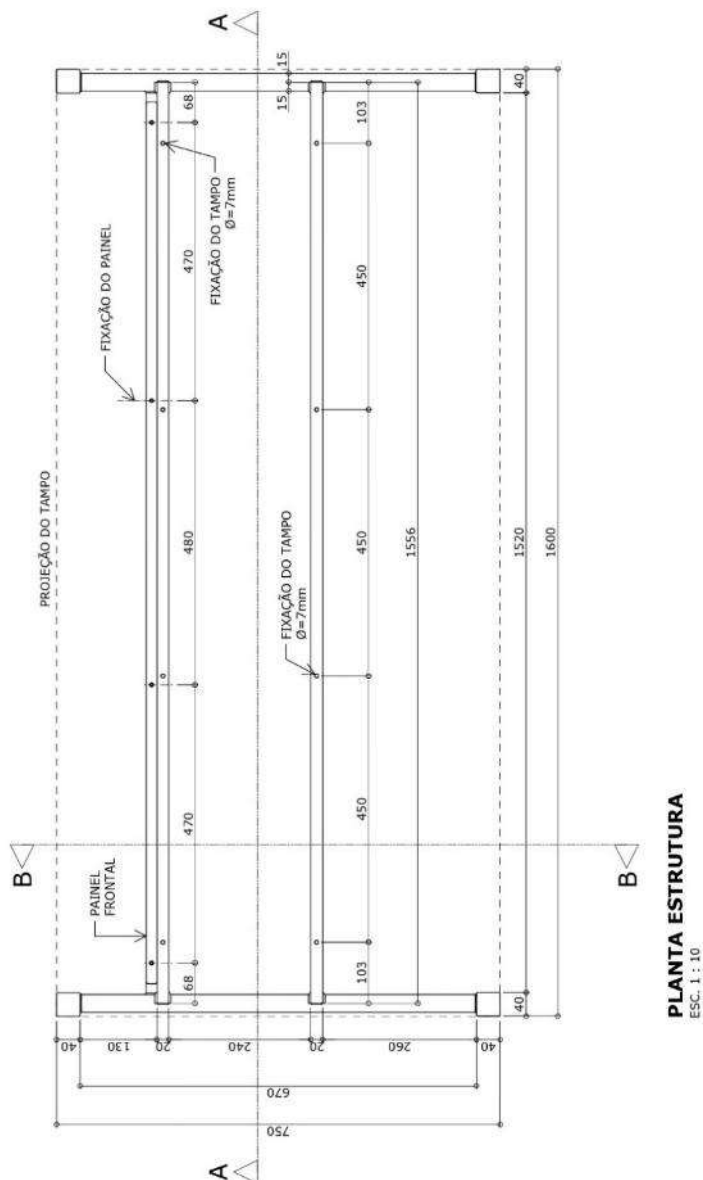 A
15
15
40
68
103
FIXAÇÃO DO TAMPO
Ø=7mm
FIXAÇÃO DO PAINEL
470
450
PROJEÇÃO DO TAMPO
480
FIXAÇÃO DO TAMPO
Ø=7mm
450
1556
1520
1600
470
450
B
B
PAINEL
FRONTAL
68
103
40
40
130
20
240
20
260
40
670
750
A
PLANTA ESTRUTURA
ESC. 1 : 10